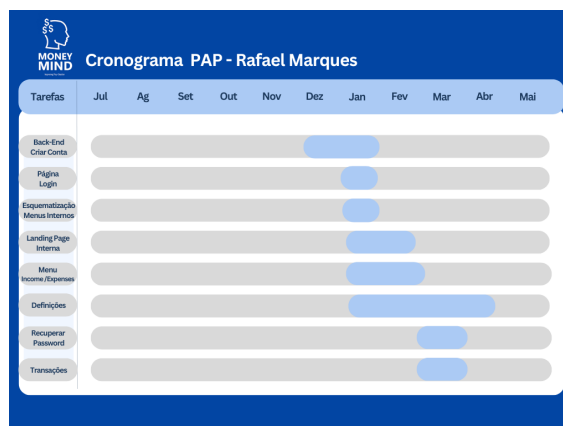 $
$$
MONEY
MIND
Cronograma PAP - Rafael Marques
Tarefas Jul Ag Set Out Nov Dez Jan Fev Mar Abr Mai
Back-End
Criar Conta
Página
Login
Esquematização
Menus Internos
Landing Page
Interna
Menu
Income /Expenses
Definições
Recuperar
Password
Transações